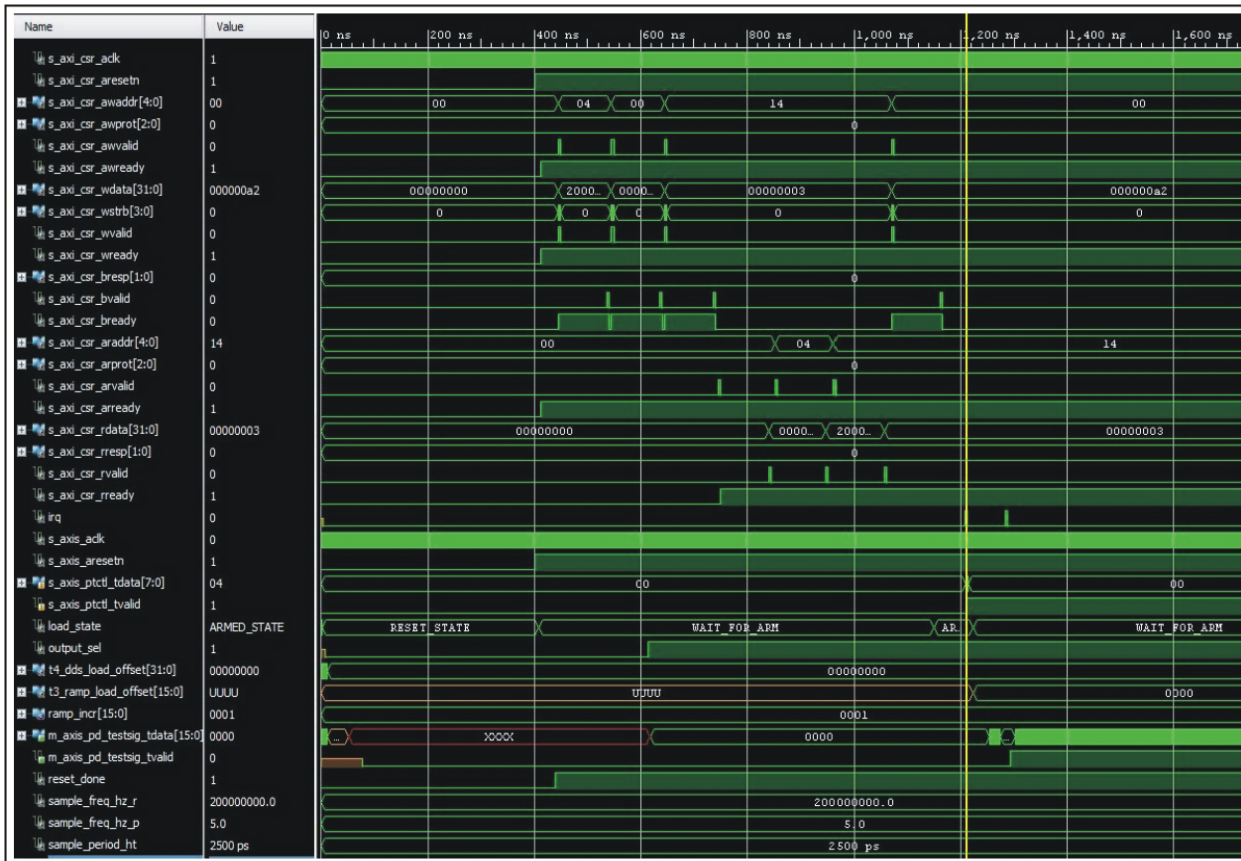 Name Value 0 ns 200 ns 400 ns 600 ns 800 ns 1,000 ns 1,200 ns 1,400 ns 1,600 ns
s_axi_csr_aclk 1
s_axi_csr_aresetn 1
s_axi_csr_awaddr[4:0] 00 00 04 00 14 00
s_axi_csr_awprot[2:0] 0 0
s_axi_csr_awvalid 0
s_axi_csr_awready 1
s_axi_csr_wdata[31:0] 000000a2 00000000 2000... 0000... 00000003 000000a2
s_axi_csr_wstrb[3:0] 0 0 0 0 0 0
s_axi_csr_wvalid 0
s_axi_csr_wready 1
s_axi_csr_bresp[1:0] 0 0
s_axi_csr_bvalid 0
s_axi_csr_bready 0
s_axi_csr_araddr[4:0] 14 00 04 14
s_axi_csr_arprot[2:0] 0 0
s_axi_csr_arvalid 0
s_axi_csr_arready 1
s_axi_csr_rdata[31:0] 00000003 00000000 0000... 2000... 00000003
s_axi_csr_rresp[1:0] 0 0
s_axi_csr_rvalid 0
s_axi_csr_rready 1
irq 0
s_axis_aclk 0
s_axis_aresetn 1
s_axis_ptctl_tdata[7:0] 04 00 00
s_axis_ptctl_tvalid 1
load_state ARMED_STATE RESET_STATE WAIT_FOR_ARM AR... WAIT_FOR_ARM
output_sel 1
t4_dds_load_offset[31:0] 00000000 00000000
t3_ramp_load_offset[15:0] UUUU UUUU 0000
ramp_incr[15:0] 0001 0001
m_axis_pd_testsig_tdata[15:0] 0000 ... XXXX 0000 ...
m_axis_pd_testsig_tvalid 0
reset_done 1
sample_freq_hz_r 200000000.0 200000000.0
sample_freq_hz_p 5.0 5.0
sample_period_ht 2500 ps 2500 ps